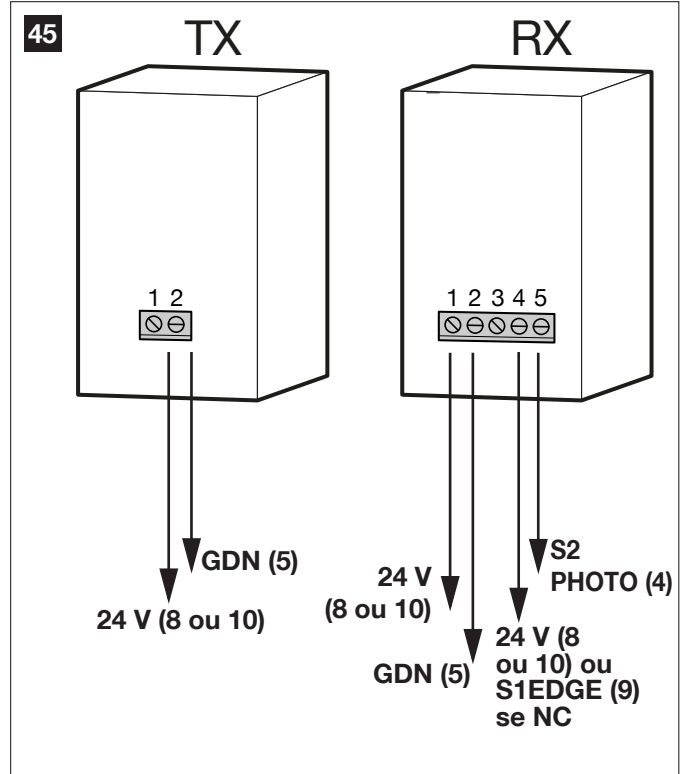 45
TX
RX
1 2
1 2 3 4 5
GDN (5)
24 V (8 ou 10)
24 V
(8 ou 10)
GDN (5)
S2
PHOTO (4)
24 V (8
ou 10) ou
S1EDGE (9)
se NC